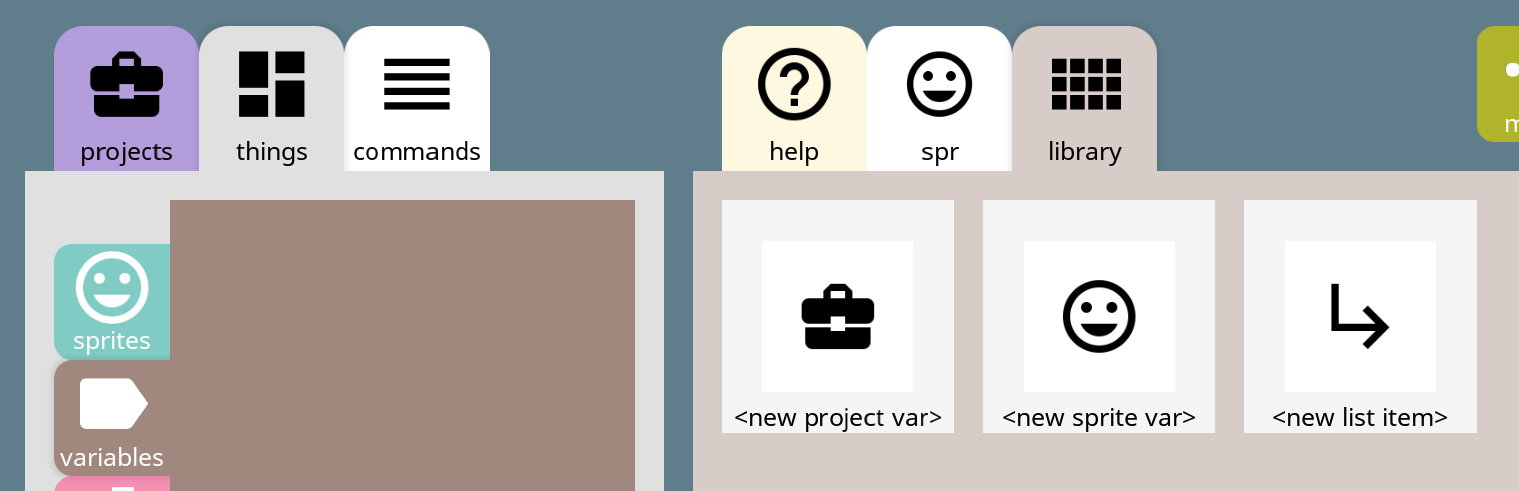 projects things commands help spr library
sprites
variables
<new project var> <new sprite var> <new list item>